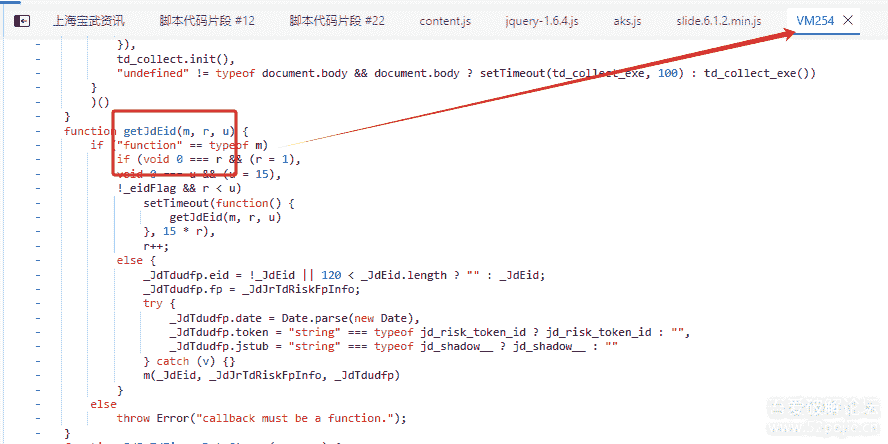 上海宝武资讯 脚本代码片段 #12 脚本代码片段 #22 content.js jquery-1.6.4.js aks.js slide.6.1.2.min.js VM254
}),
td_collect.init(),
"undefined" != typeof document.body && document.body ? setTimeout(td_collect_exe, 100) : td_collect_exe())
}
)()
}
function getJdEid(m, r, u) {
if ("function" == typeof m)
if (void 0 === r && (r = 1),
void 0 === u && (u = 15),
!_eidFlag && r < u)
setTimeout(function() {
getJdEid(m, r, u)
}, 15 * r),
r++;
else {
_JdTdudfp.eid = !_JdEid || 120 < _JdEid.length ? "" : _JdEid;
_JdTdudfp.fp = _JdJrTdRiskFpInfo;
try {
_JdTdudfp.date = Date.parse(new Date),
_JdTdudfp.token = "string" === typeof jd_risk_token_id ? jd_risk_token_id : "",
_JdTdudfp.jstub = "string" === typeof jd_shadow__ ? jd_shadow__ : ""
} catch (v) {}
m(_JdEid, _JdJrTdRiskFpInfo, _JdTdudfp)
}
else
throw Error("callback must be a function.");
}